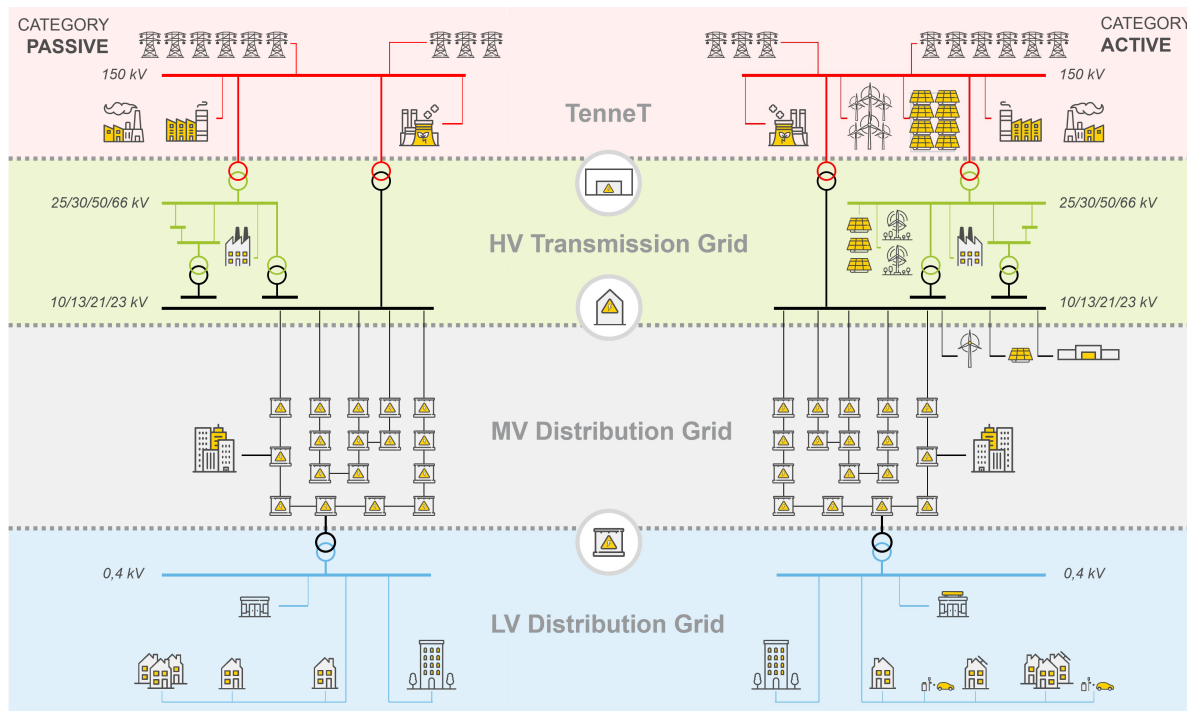 CATEGORY
PASSIVE
CATEGORY
ACTIVE
150 kV
150 kV
TenneT
25/30/50/66 kV
25/30/50/66 kV
HV Transmission Grid
10/13/21/23 kV
10/13/21/23 kV
MV Distribution Grid
0,4 kV
0,4 kV
LV Distribution Grid